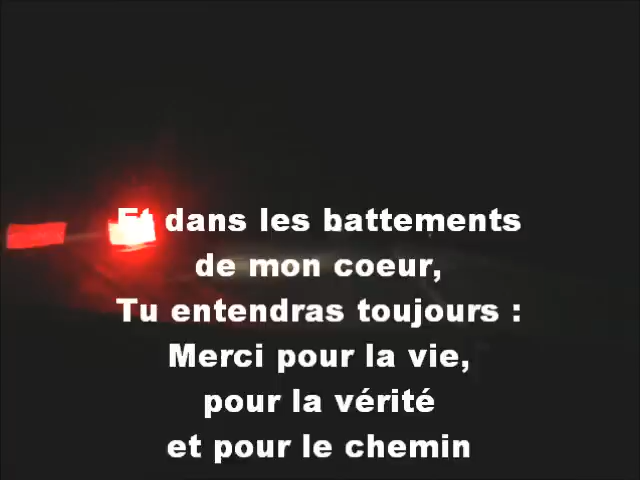 Et dans les battements
de mon coeur,
Tu entendras toujours :
Merci pour la vie,
pour la vérité
et pour le chemin